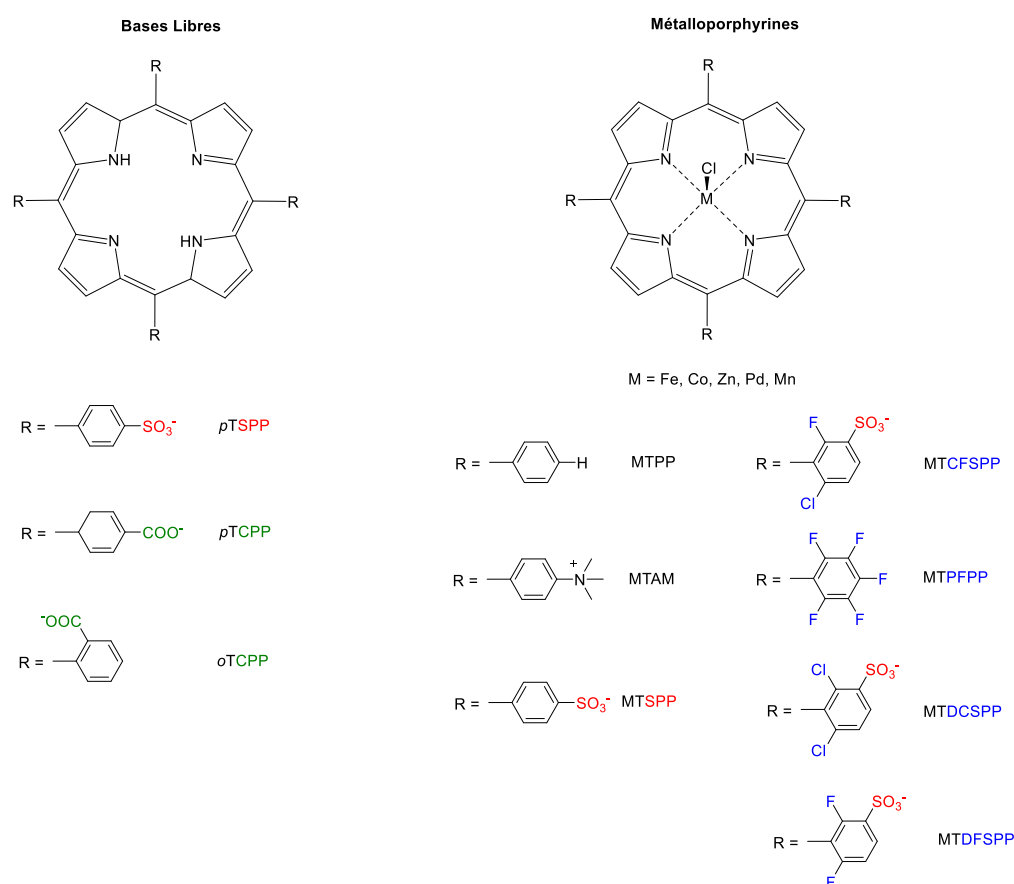 Bases Libres
Métalloporphyrines
R
NH
N
R
R
N
HN
R
R
N
N
Cl
M
R
R
N
N
R
M = Fe, Co, Zn, Pd, Mn
R =
SO3-
pTSPP
R =
COO-
pTCPP
-OOC
R =
oTCPP
R =
H
MTPP
R =
+
N
MTAM
R =
SO3-
MTSPP
F
SO3-
R =
Cl
MTCFSPP
F
F
R =
F
F
F
MTPFPP
Cl
SO3-
R =
Cl
MTDCSPP
F
SO3-
R =
F
MTDFSPP